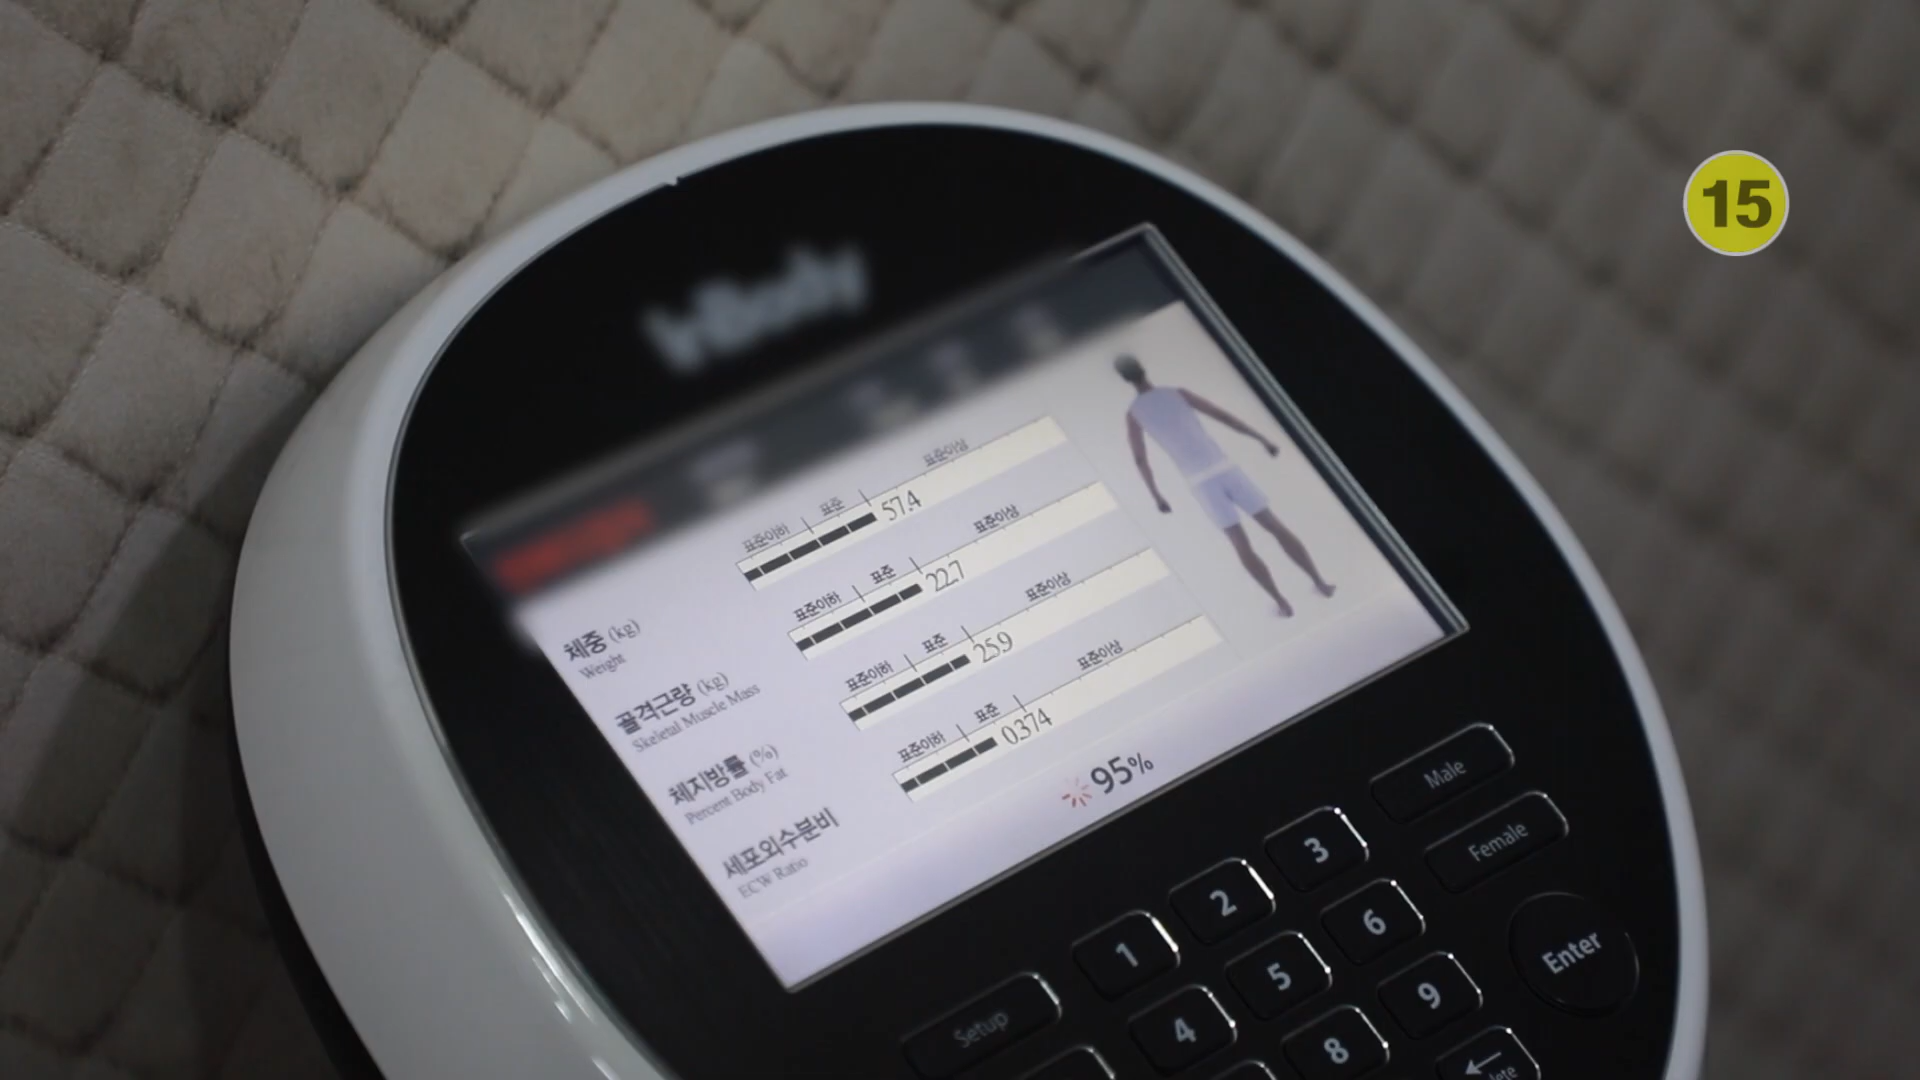 15
InBody
표준이하 표준 표준이상
체중 (kg) 57.4
Weight
표준이하 표준 표준이상
골격근량 (kg) 22.7
Skeletal Muscle Mass
표준이하 표준 표준이상
체지방률 (%) 25.9
Percent Body Fat
표준이하 표준 표준이상
세포외수분비 0.374
ECW Ratio
95%
Male
Female
1 2 3
4 5 6
8 9
Setup
Enter